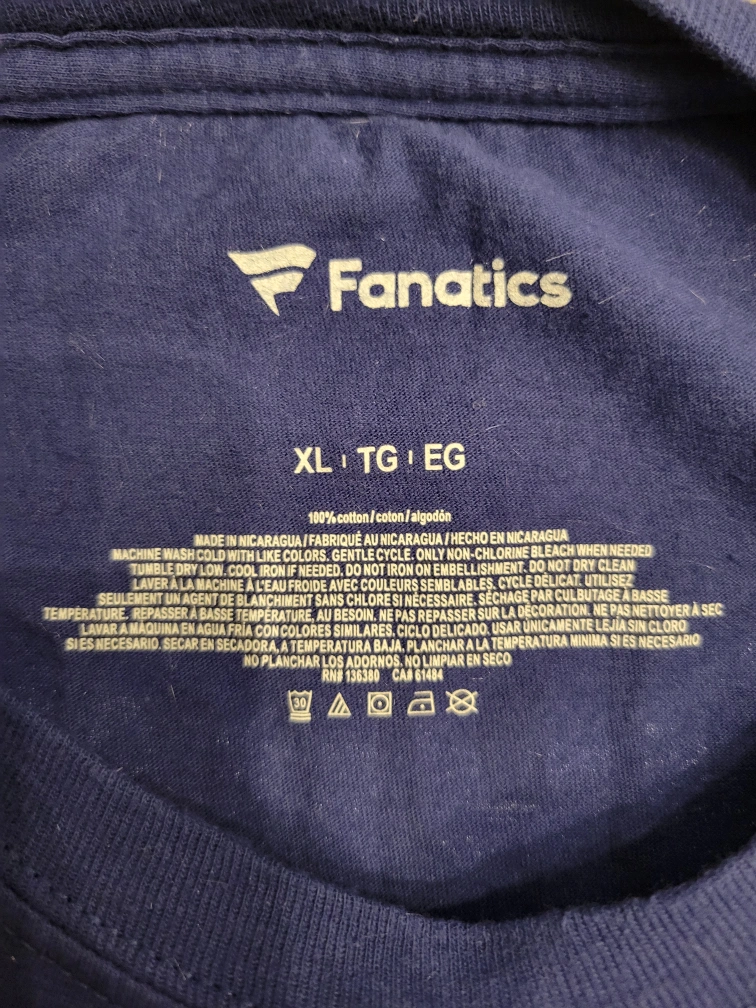 Fanatics
XL | TG | EG
100% cotton / coton / algodón
MADE IN NICARAGUA / FABRIQUÉ AU NICARAGUA / HECHO EN NICARAGUA
MACHINE WASH COLD WITH LIKE COLORS. GENTLE CYCLE. ONLY NON-CHLORINE BLEACH WHEN NEEDED
TUMBLE DRY LOW. COOL IRON IF NEEDED. DO NOT IRON ON EMBELLISHMENT. DO NOT DRY CLEAN
LAVER À LA MACHINE À L'EAU FROIDE AVEC COULEURS SEMBLABLES. CYCLE DÉLICAT. UTILISEZ
SEULEMENT UN AGENT DE BLANCHIMENT SANS CHLORE SI NÉCESSAIRE. SÉCHAGE PAR CULBUTAGE À BASSE
TEMPÉRATURE. REPASSER À BASSE TEMPÉRATURE, AU BESOIN. NE PAS REPASSER SUR LA DÉCORATION. NE PAS NETTOYER À SEC
LAVAR A MÁQUINA EN AGUA FRÍA CON COLORES SIMILARES. CICLO DELICADO. USAR ÚNICAMENTE LEJÍA SIN CLORO
SI ES NECESARIO. SECAR EN SECADORA, A TEMPERATURA BAJA. PLANCHAR A LA TEMPERATURA MINIMA SI ES NECESARIO
NO PLANCHAR LOS ADORNOS. NO LIMPIAR EN SECO
RN# 136380 CA# 61484
30